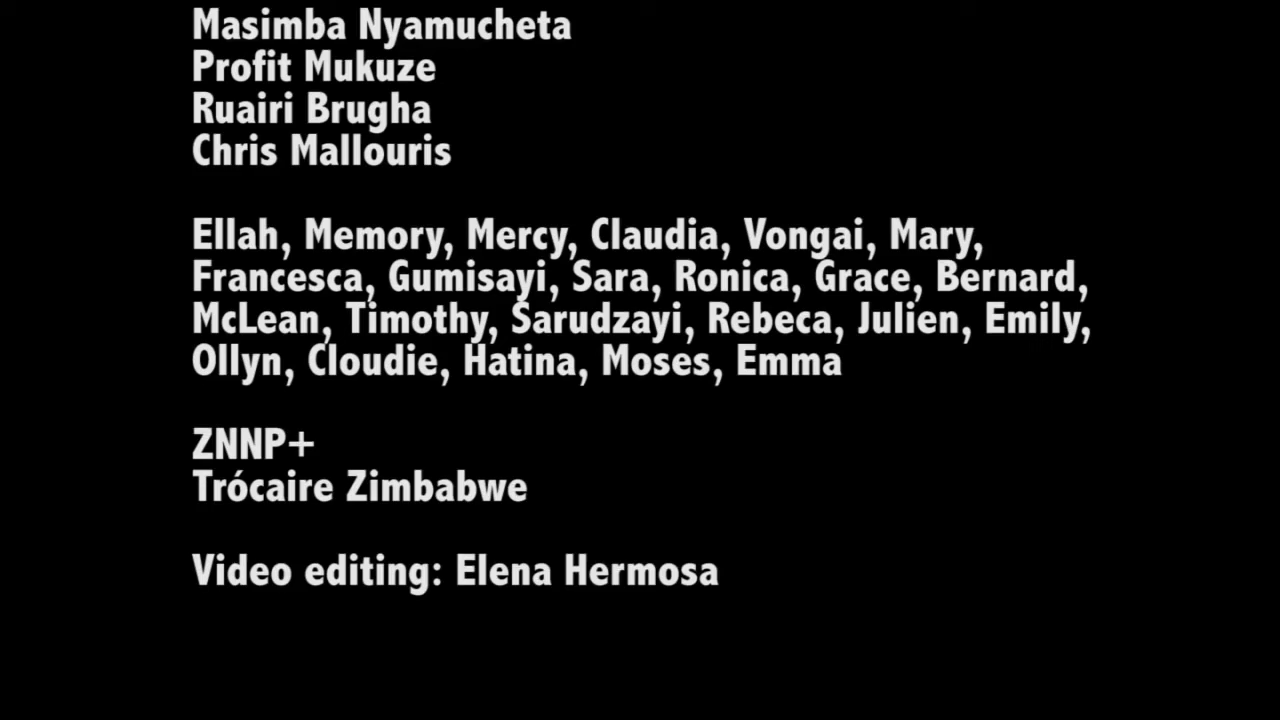 Masimba Nyamucheta
Profit Mukuze
Ruairi Brugha
Chris Mallouris
Ellah, Memory, Mercy, Claudia, Vongai, Mary,
Francesca, Gumisayi, Sara, Ronica, Grace, Bernard,
McLean, Timothy, Sarudzayi, Rebeca, Julien, Emily,
Ollyn, Cloudie, Hatina, Moses, Emma
ZNNP+
Trócaire Zimbabwe
Video editing: Elena Hermosa